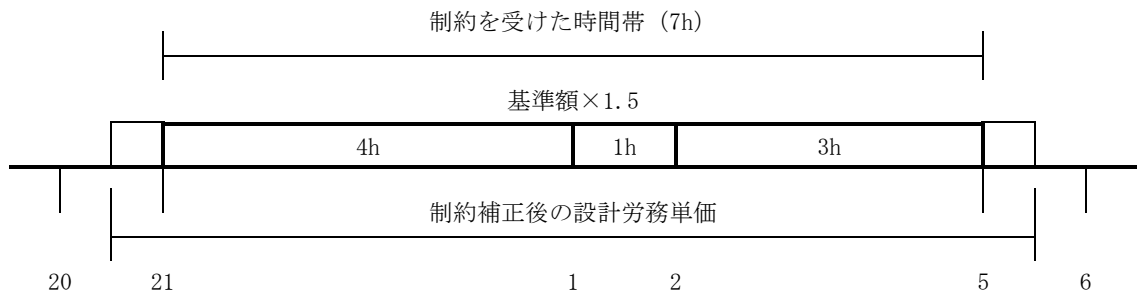 制約を受けた時間帯 (7h)
基準額×1.5
4h 1h 3h
制約補正後の設計労務単価
20 21 1 2 5 6